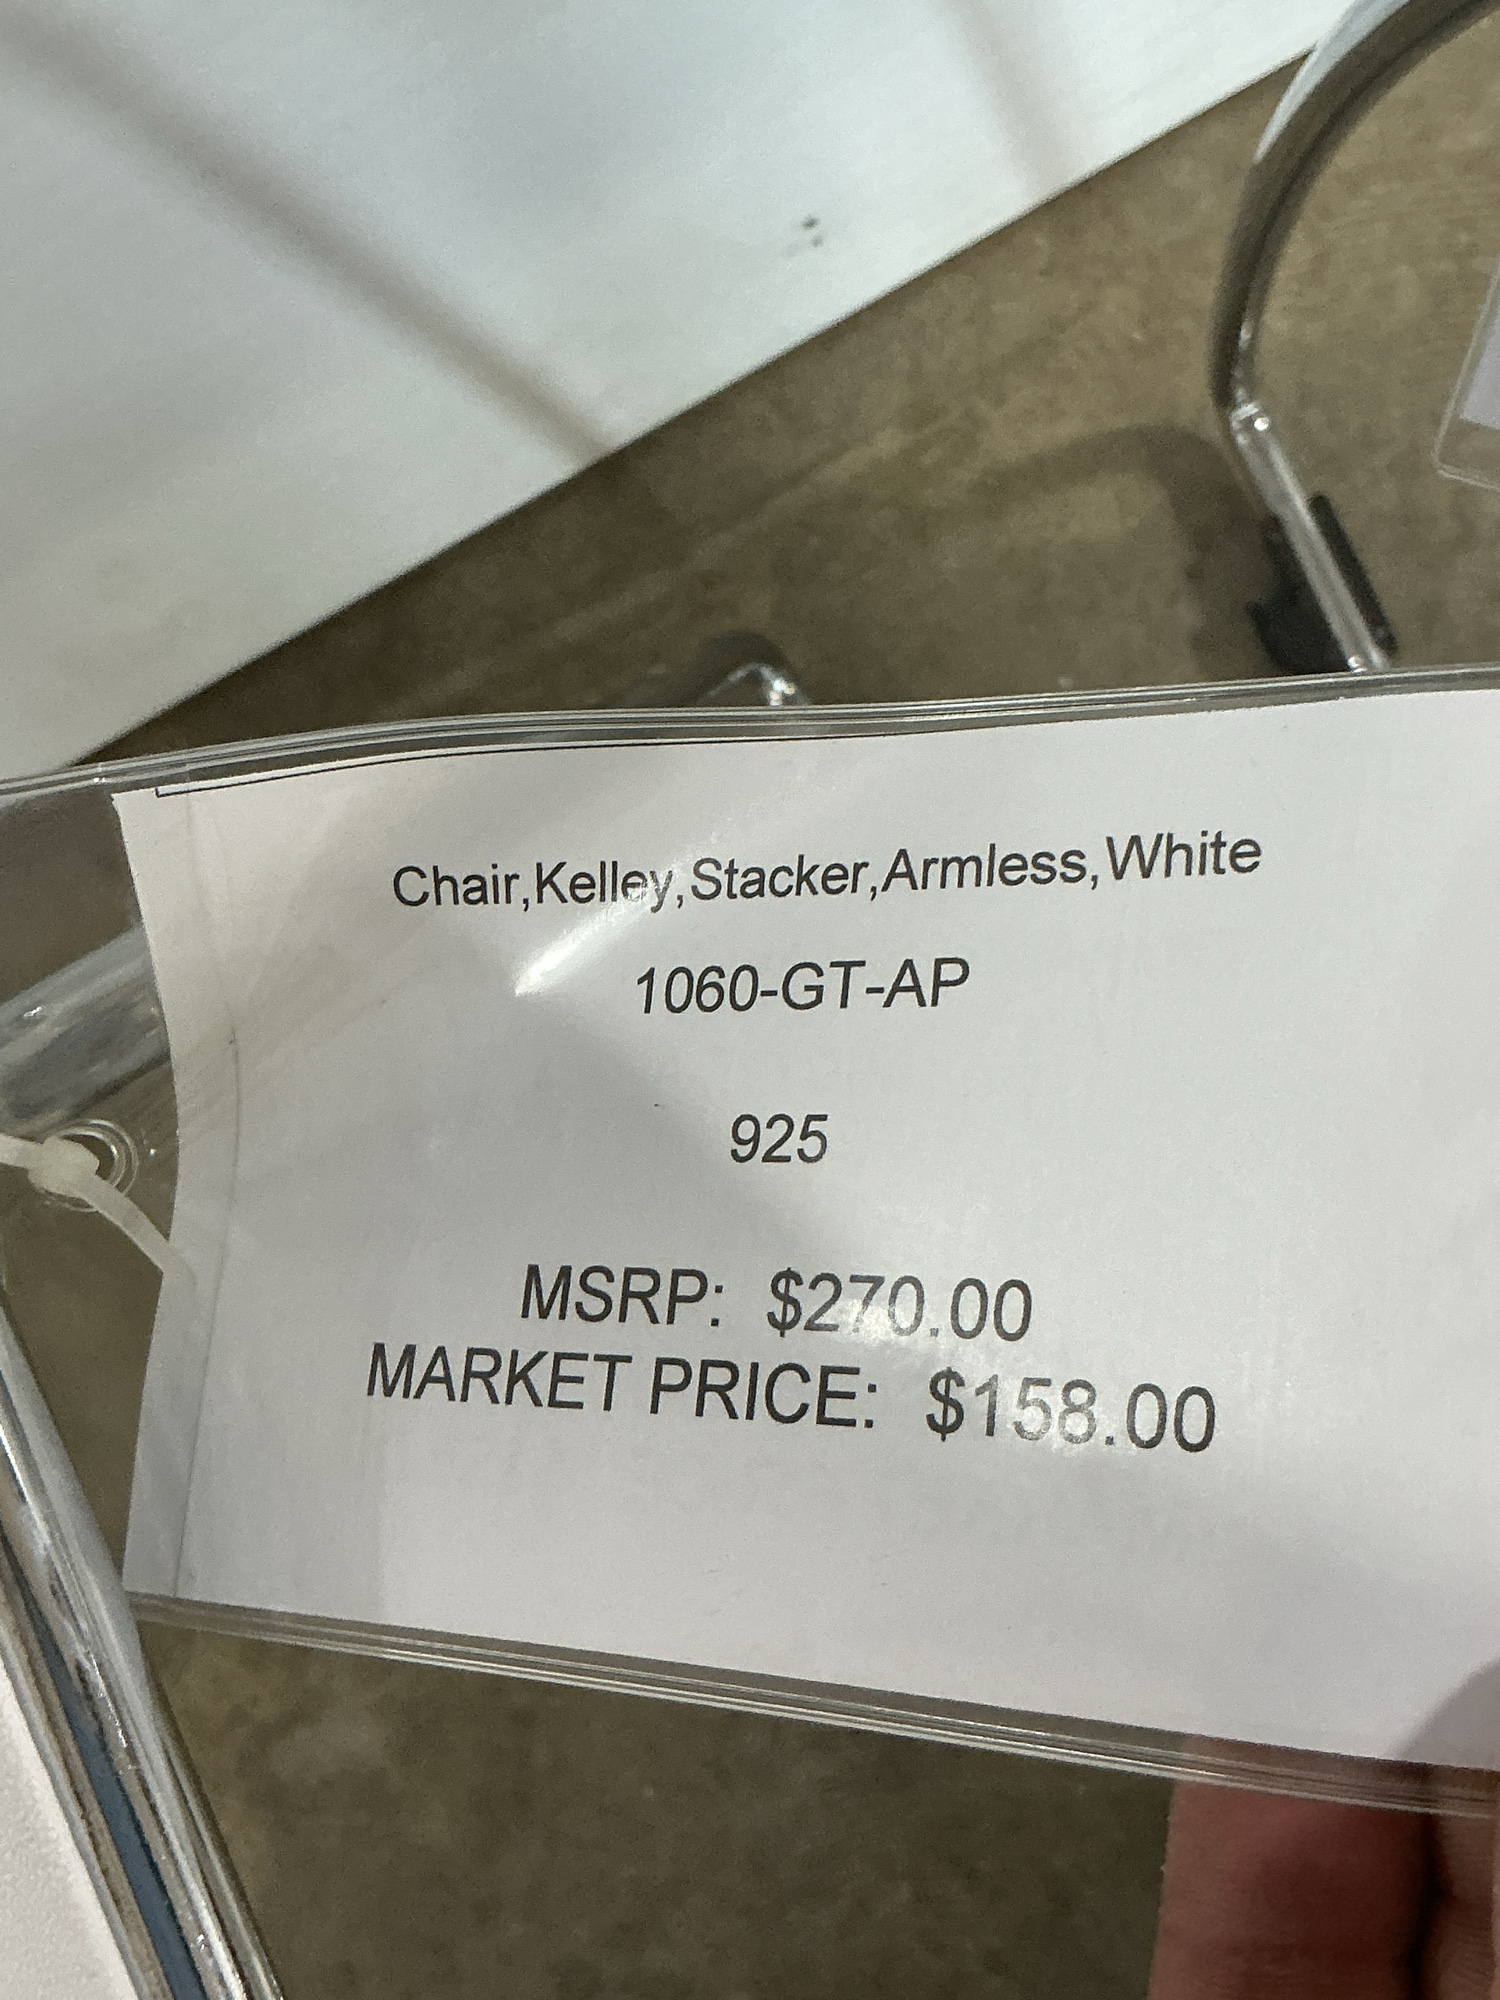 Chair,Kelley,Stacker,Armless,White
1060-GT-AP
925
MSRP: $270.00
MARKET PRICE: $158.00